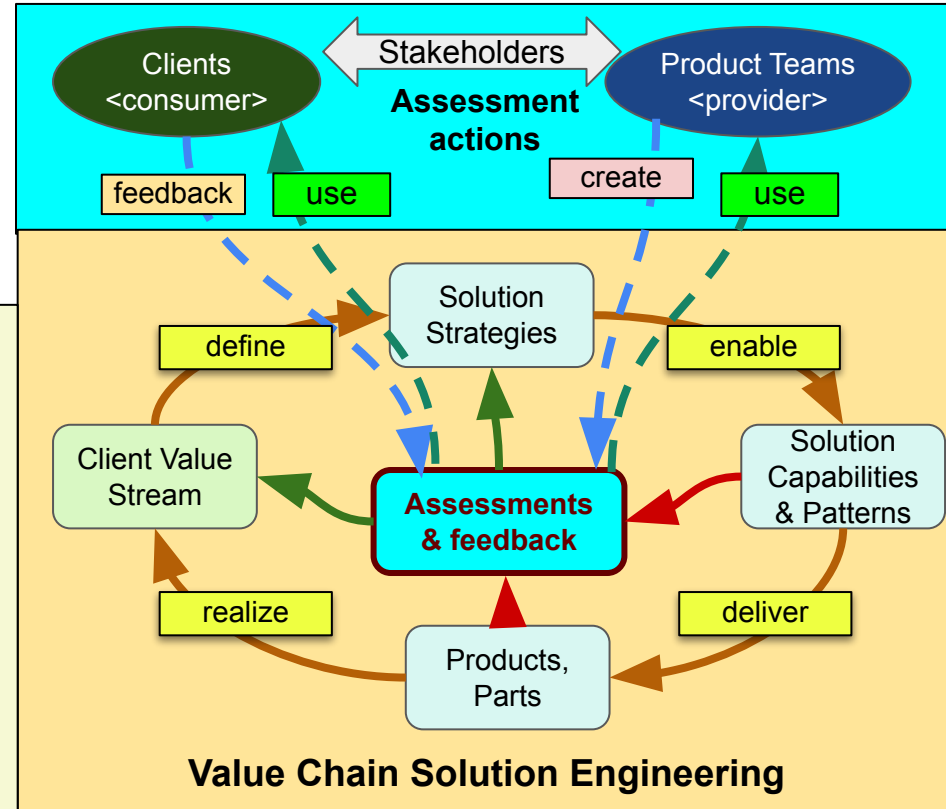 Clients
<consumer>
Stakeholders
Product Teams
<provider>
Assessment
actions
feedback
use
create
use
Solution
Strategies
define
enable
Client Value
Stream
Assessments
& feedback
Solution
Capabilities
& Patterns
realize
deliver
Products,
Parts
Value Chain Solution Engineering